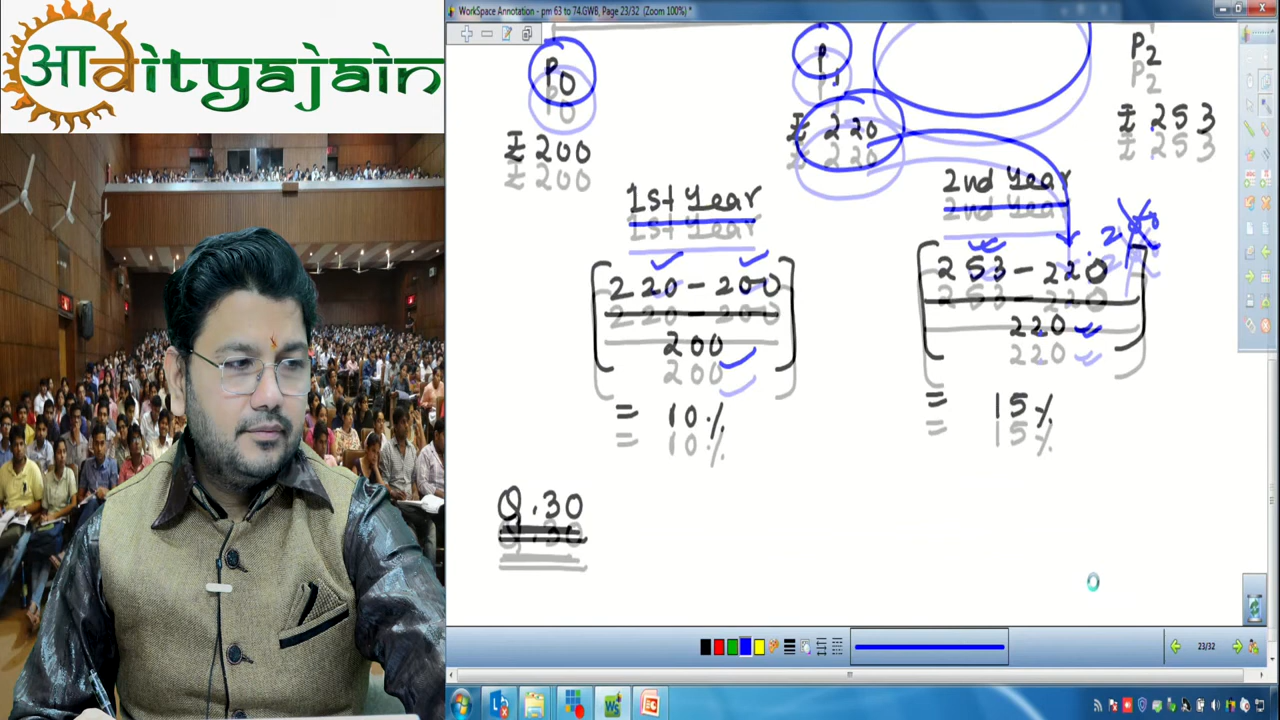 आdityajain
WorkSpace Annotation - pm 63 to 74.GWB, Page 23/32 (Zoom 100%) *
P0
P1
P2
₹ 200
₹ 220
₹ 253
1st Year
2nd Year
[220 - 200 / 200]
[253 - 220 / 220]
= 10%
= 15%
Q.30
23/32